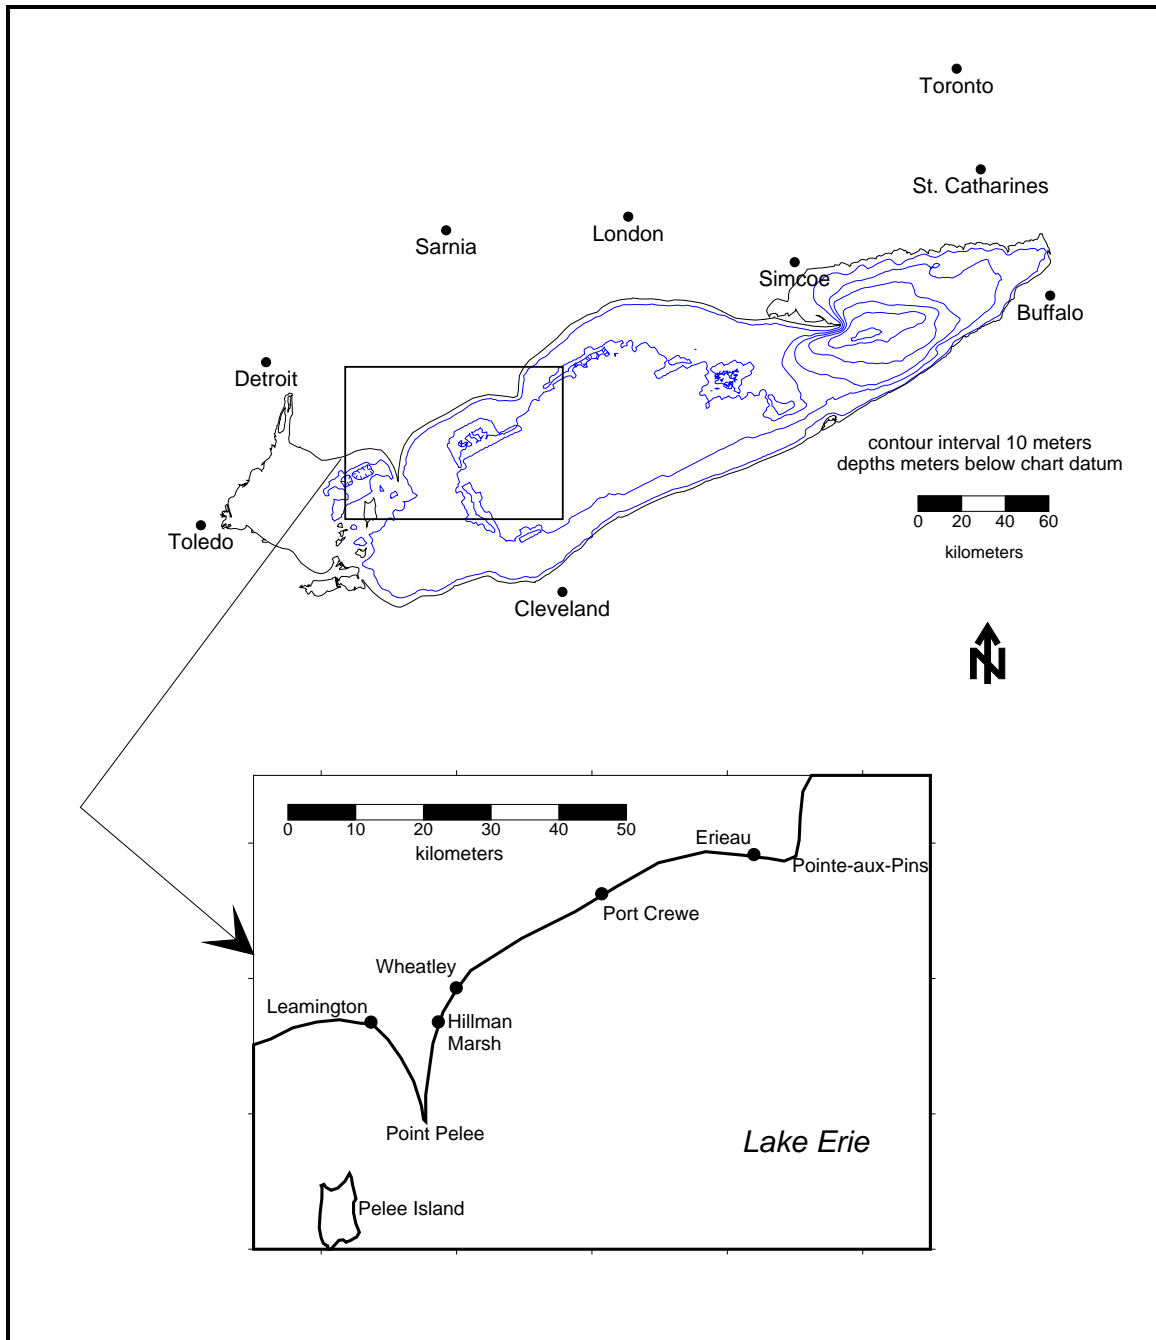 Toronto
St. Catharines
London
Sarnia
Simcoe
Buffalo
Detroit
contour interval 10 meters
depths meters below chart datum
0 20 40 60
kilometers
Toledo
Cleveland
N
0 10 20 30 40 50
kilometers
Erieau
Pointe-aux-Pins
Port Crewe
Wheatley
Leamington
Hillman
Marsh
Point Pelee
Lake Erie
Pelee Island